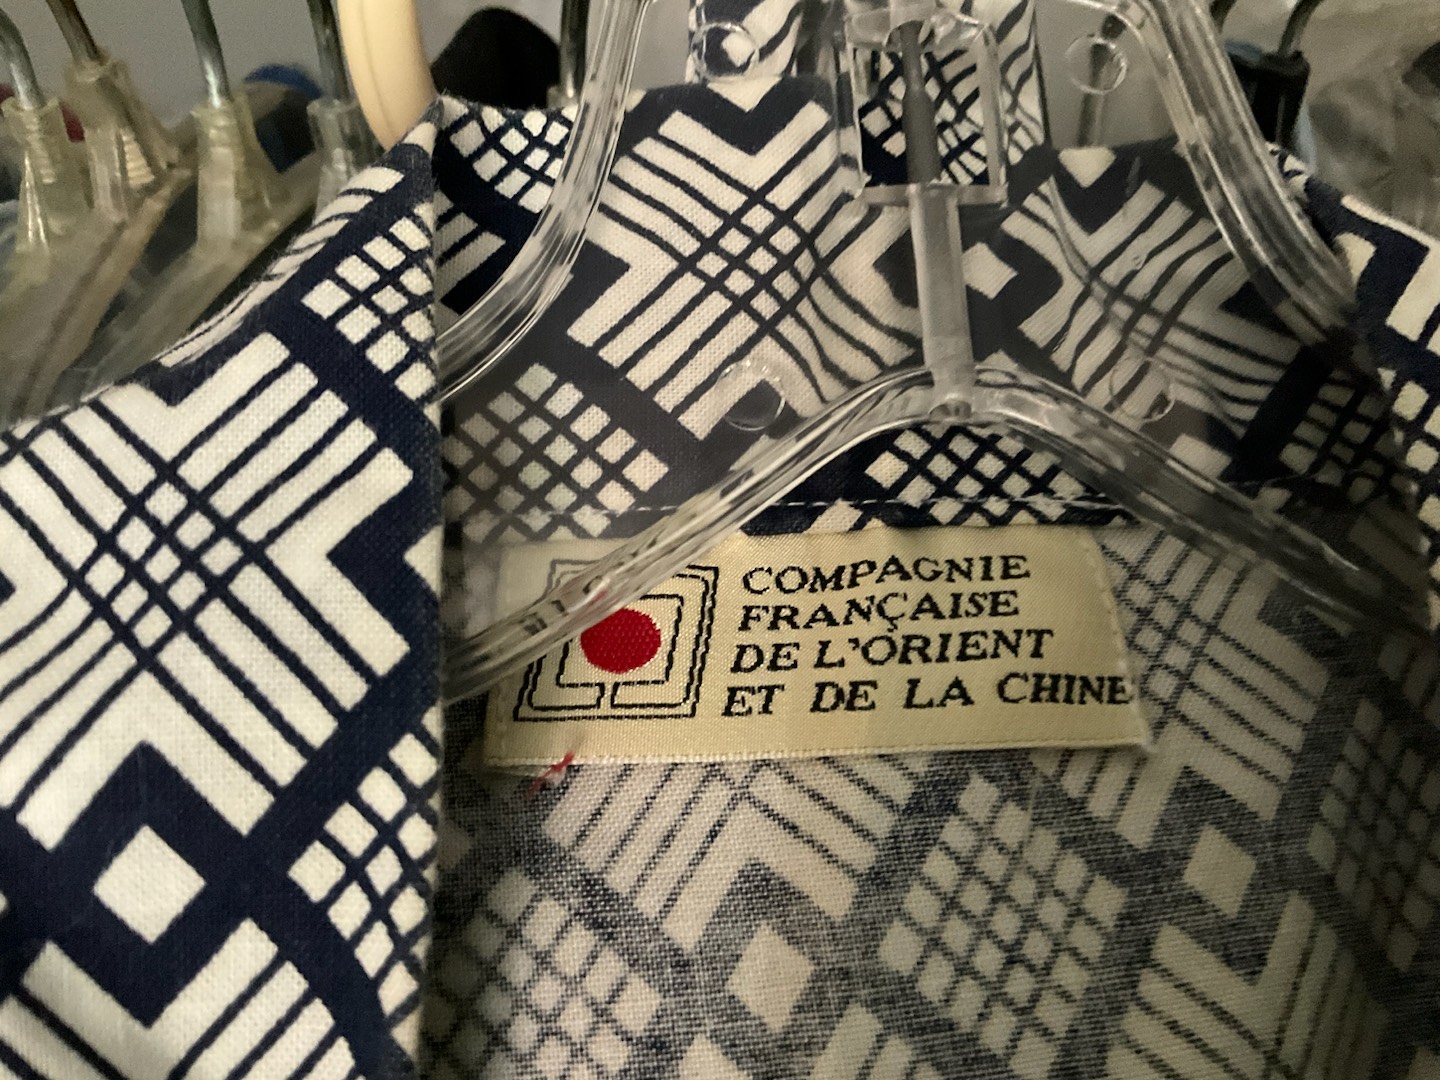 COMPAGNIE
FRANÇAISE
DE L'ORIENT
ET DE LA CHINE